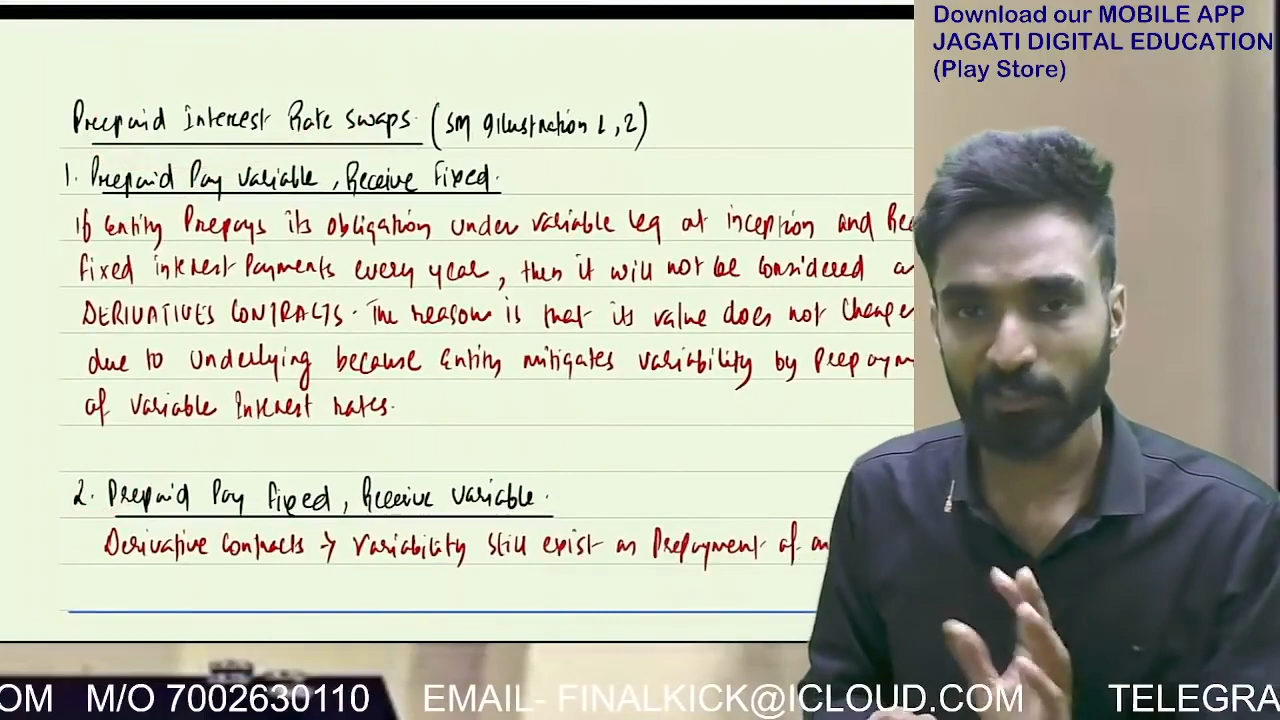 Download our MOBILE APP
JAGATI DIGITAL EDUCATION
(Play Store)
Prepaid Interest Rate swaps. (SM Illustration 1, 2)
1. Prepaid Pay variable, Receive Fixed.
If Entity Prepays its obligation under variable leg at inception and
fixed interest Payments every year, then it will not be Considered
DERIVATIVES CONTRACTS. The reason is that its value does not Change
due to underlying because Entity mitigates variability by
of variable Interest rates.
2. Prepaid Pay Fixed, Receive variable.
Derivative Contracts → variability still exist as Prepayment of
OM M/O 7002630110 EMAIL- FINALKICK@ICLOUD.COM TELEGRA